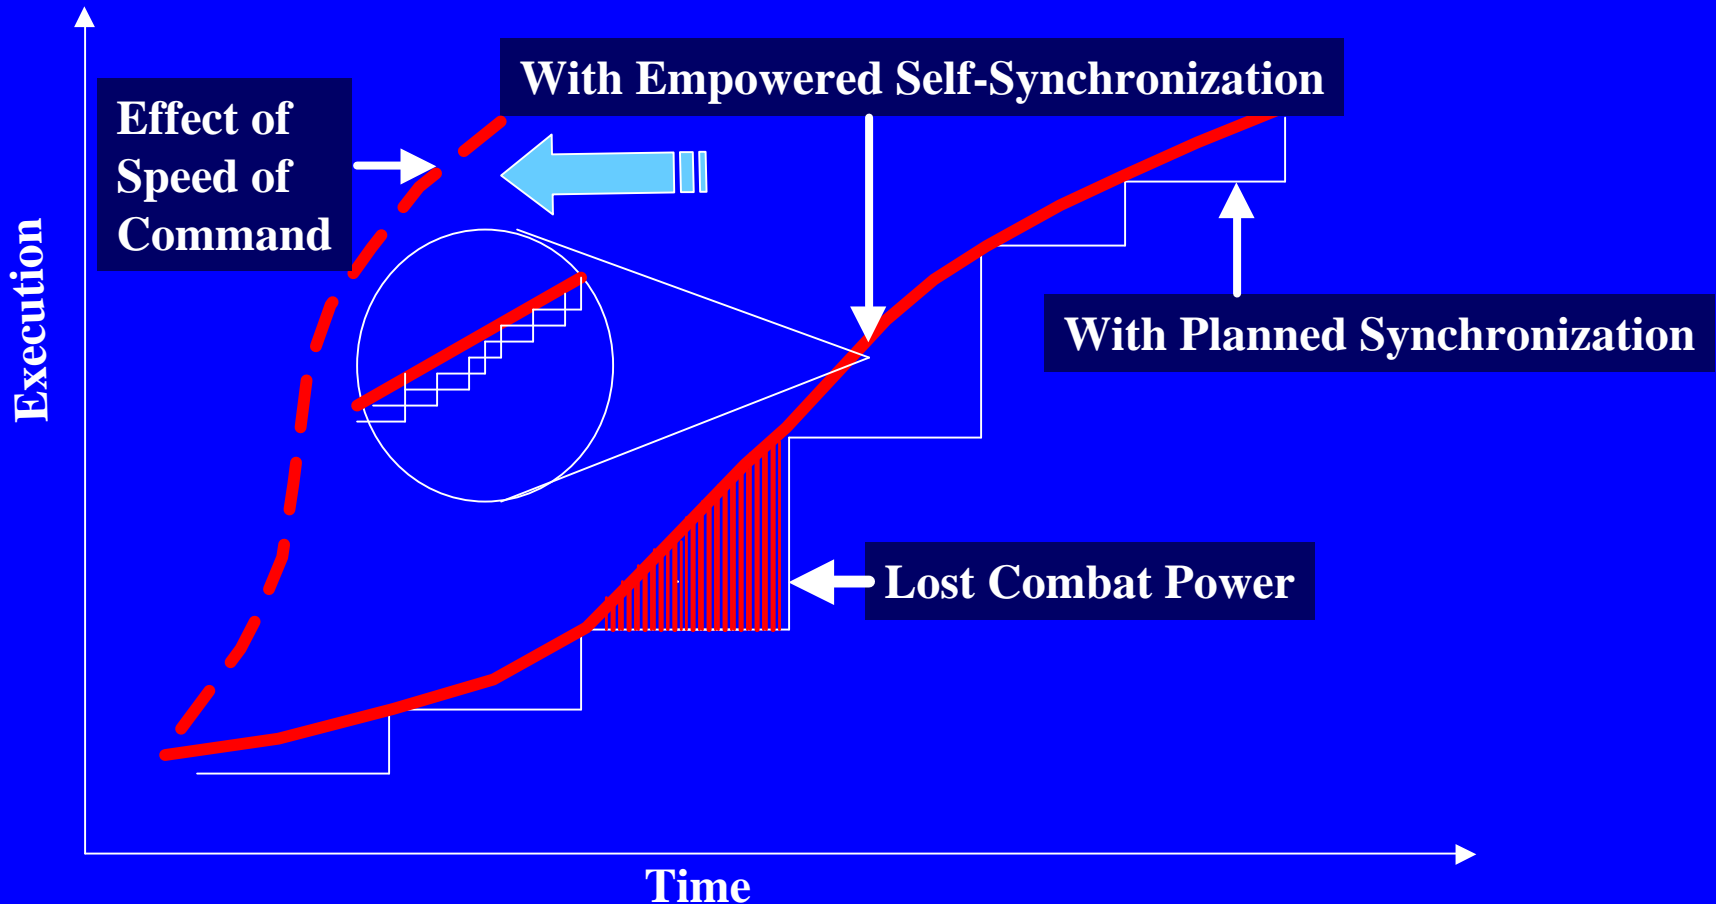 With Empowered Self-Synchronization
Effect of
Speed of
Command
Execution
With Planned Synchronization
Lost Combat Power
Time